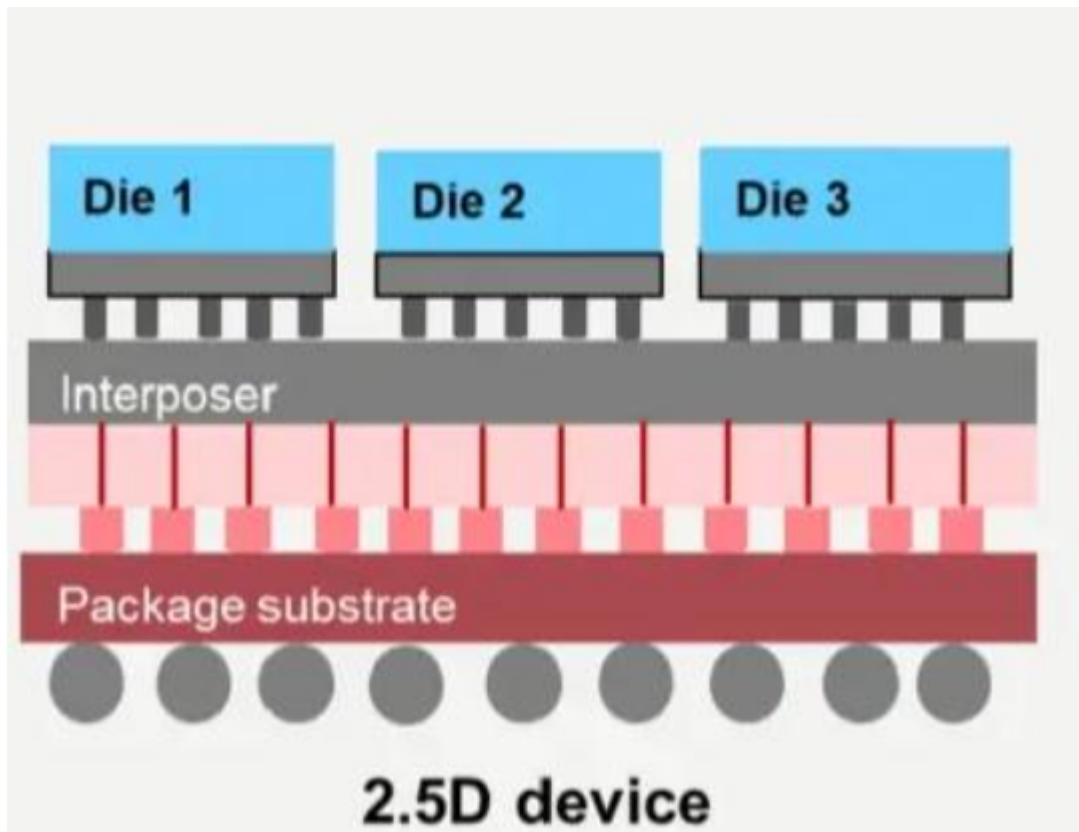 Die 1
Die 2
Die 3
Interposer
Package substrate
2.5D device